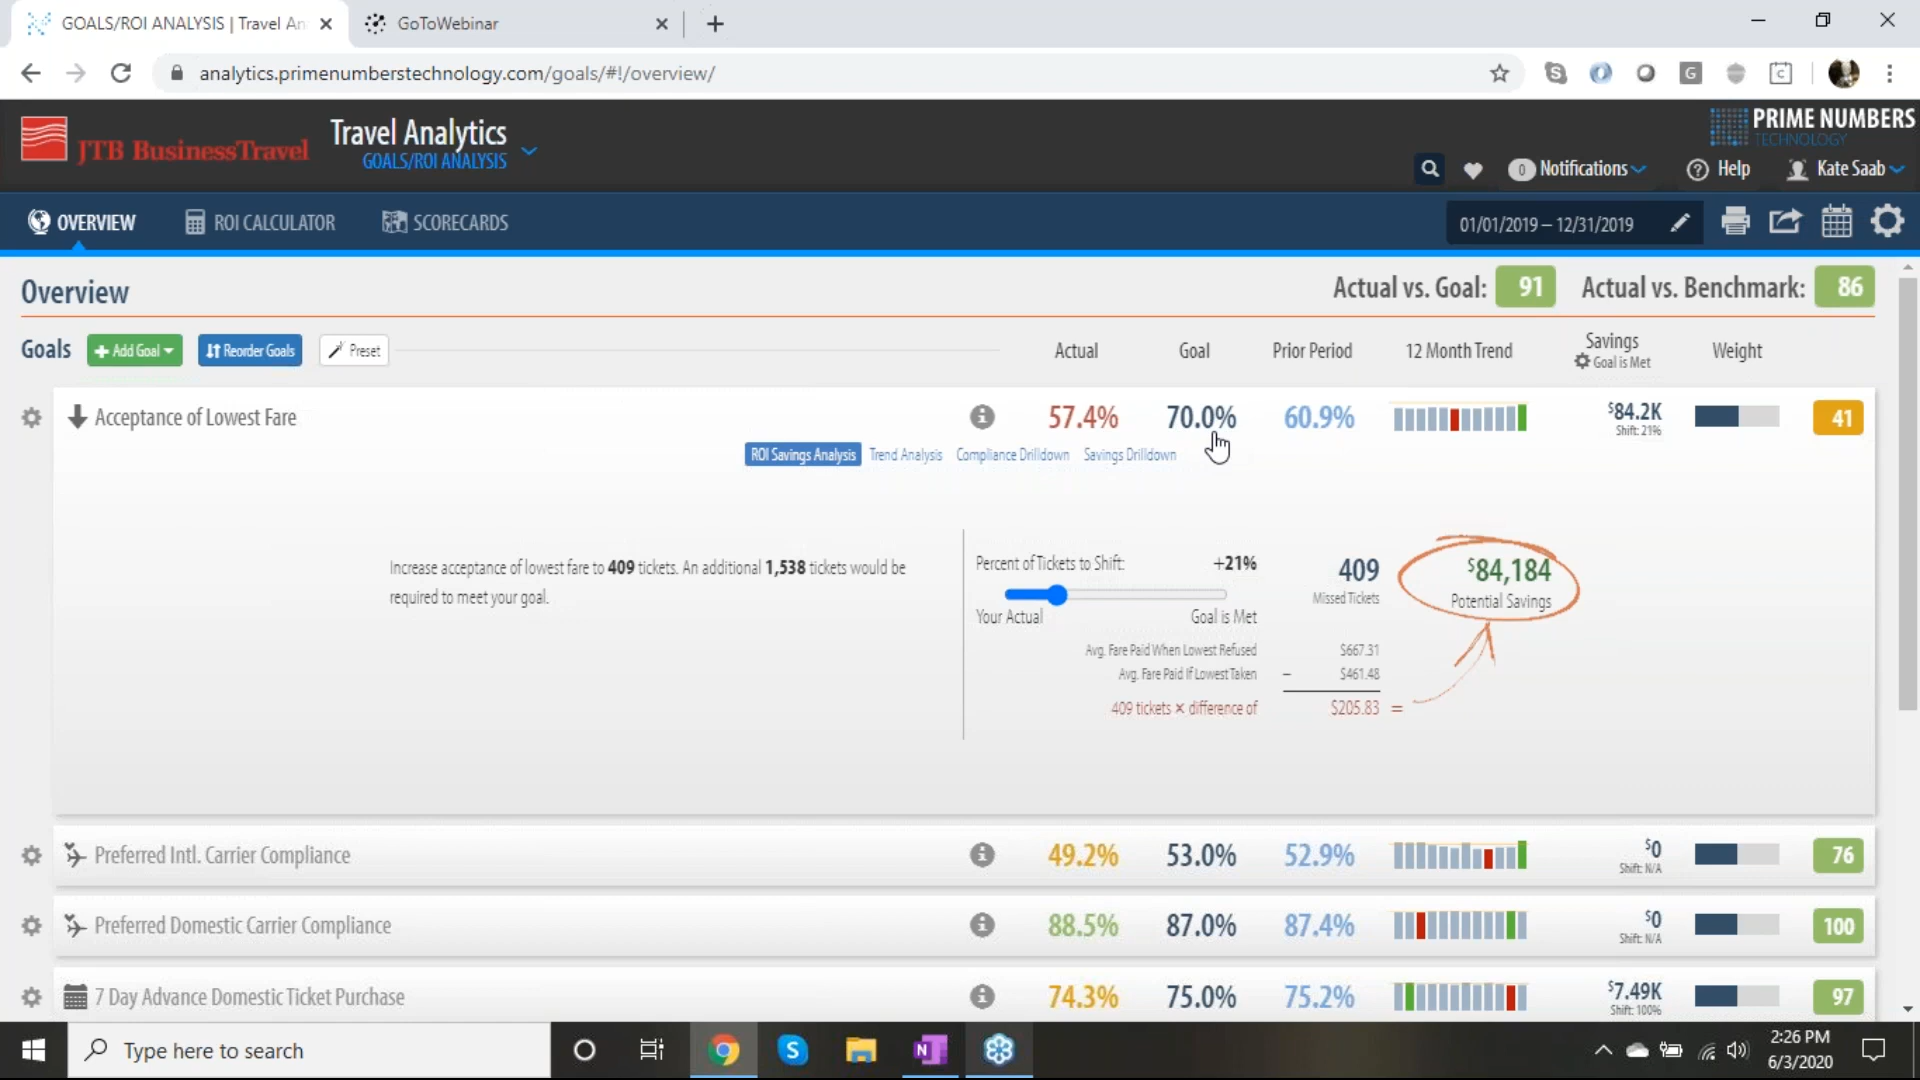 GOALS/ROI ANALYSIS | Travel An
GoToWebinar
analytics.primenumberstechnology.com/goals/#!/overview/
JTB BusinessTravel
Travel Analytics
GOALS/ROI ANALYSIS
PRIME NUMBERS
TECHNOLOGY
0 Notifications
Help
Kate Saab
OVERVIEW
ROI CALCULATOR
SCORECARDS
01/01/2019 – 12/31/2019
Overview
Actual vs. Goal: 91
Actual vs. Benchmark: 86
Goals
Add Goal
Reorder Goals
Preset
Actual
Goal
Prior Period
12 Month Trend
Savings
Goal is Met
Weight
Acceptance of Lowest Fare
57.4%
70.0%
60.9%
$84.2K
Shift: 21%
41
ROI Savings Analysis
Trend Analysis
Compliance Drilldown
Savings Drilldown
Increase acceptance of lowest fare to 409 tickets. An additional 1,538 tickets would be
required to meet your goal.
Percent of Tickets to Shift: +21%
Your Actual
Goal is Met
409
Missed Tickets
$84,184
Potential Savings
Avg. Fare Paid When Lowest Refused $667.31
Avg. Fare Paid If Lowest Taken – $461.48
409 tickets × difference of $205.83 =
Preferred Intl. Carrier Compliance
49.2%
53.0%
52.9%
$0
Shift: N/A
76
Preferred Domestic Carrier Compliance
88.5%
87.0%
87.4%
$0
Shift: N/A
100
7 Day Advance Domestic Ticket Purchase
74.3%
75.0%
75.2%
$7.49K
Shift: 100%
97
Type here to search
2:26 PM
6/3/2020